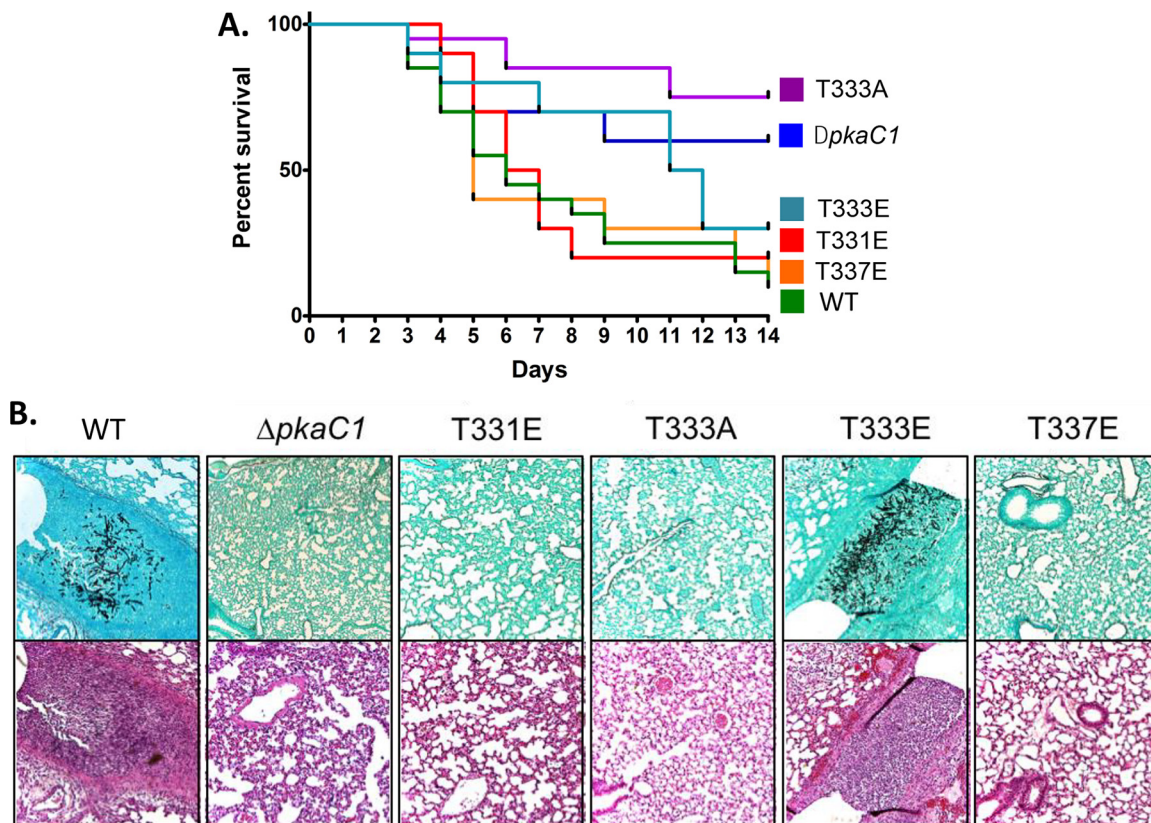 A.
100
50
0
Percent survival
0 1 2 3 4 5 6 7 8 9 10 11 12 13 14
Days
T333A
DpkaC1
T333E
T331E
T337E
WT
B.
WT ΔpkaC1 T331E T333A T333E T337E